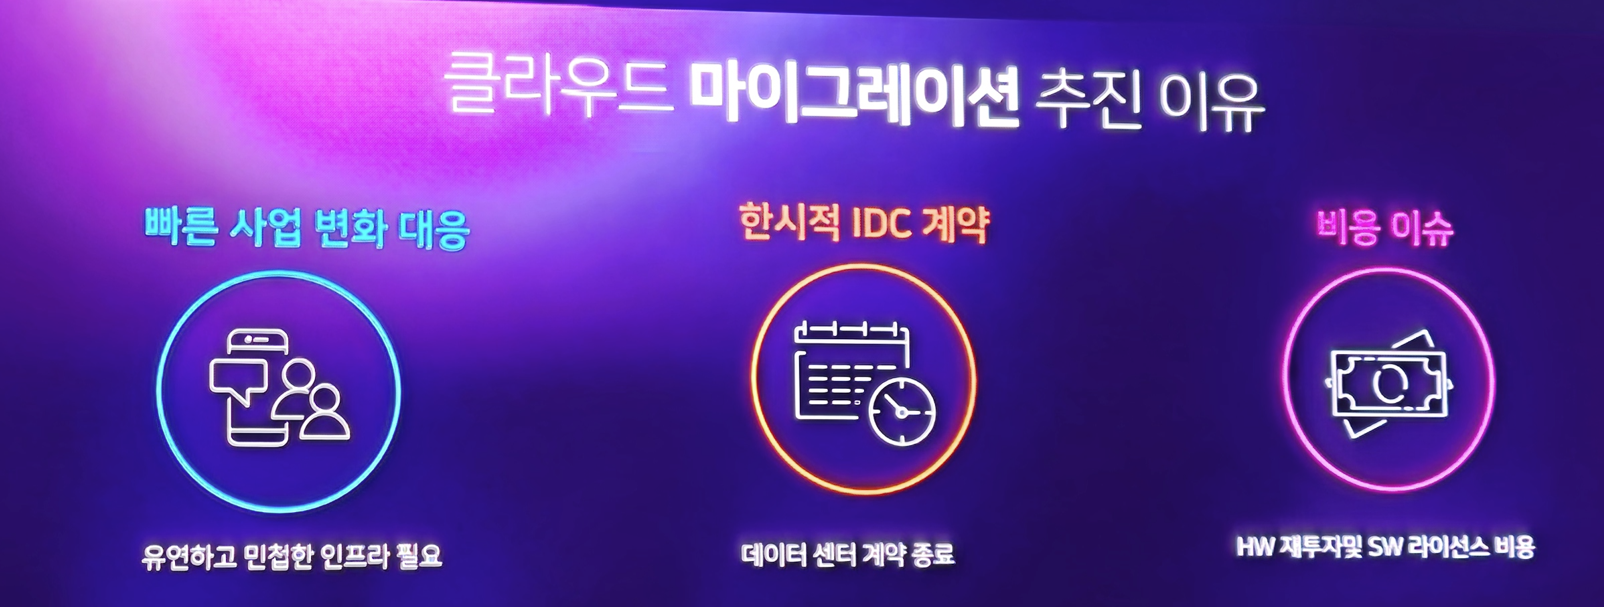 클라우드 마이그레이션 추진 이유
빠른 사업 변화 대응
한시적 IDC 계약
비용 이슈
유연하고 민첩한 인프라 필요
데이터 센터 계약 종료
HW 재투자및 SW 라이선스 비용